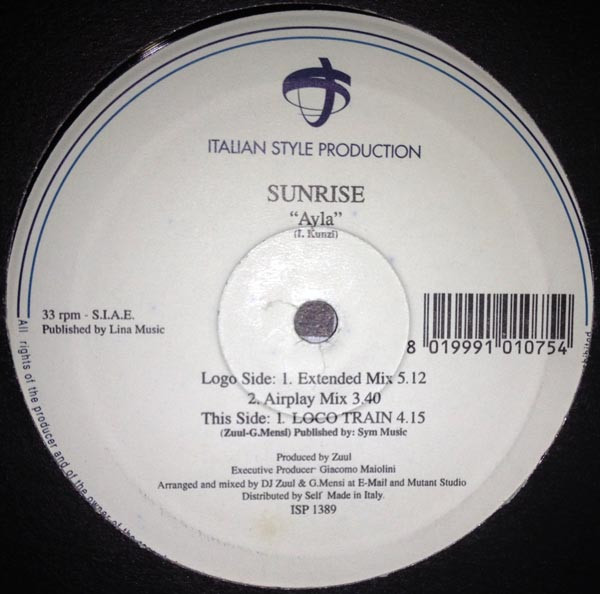 ITALIAN STYLE PRODUCTION
SUNRISE
“Ayla”
(I. Kunzi)
33 rpm - S.I.A.E.
Published by Lina Music
8 019991 010754
Logo Side: 1. Extended Mix 5.12
2. Airplay Mix 3.40
This Side: 1. LOCO TRAIN 4.15
(Zuul-G.Mensi) Published by: Sym Music
Produced by Zuul
Executive Producer Giacomo Maiolini
Arranged and mixed by DJ Zuul & G.Mensi at E-Mail and Mutant Studio
Distributed by Self Made in Italy.
ISP 1389
All rights of the producer and of the owner of the